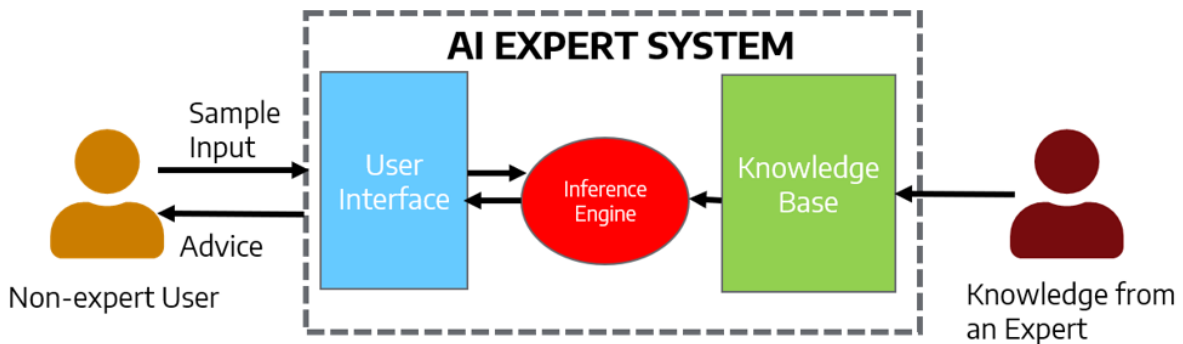 AI EXPERT SYSTEM
Sample
Input
User
Interface
Inference
Engine
Knowledge
Base
Advice
Non-expert User
Knowledge from
an Expert